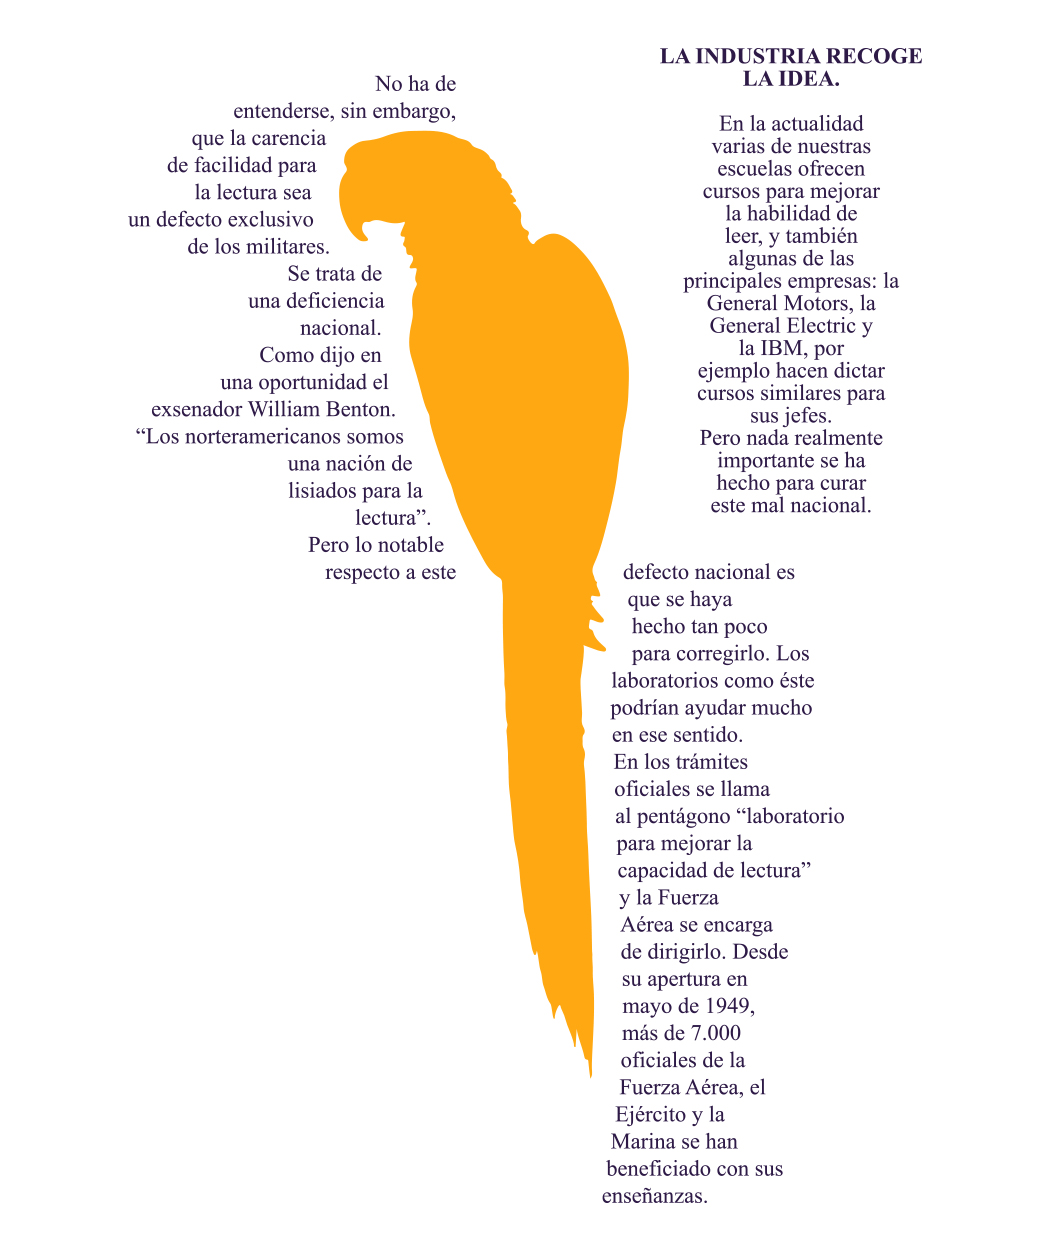 No ha de
entenderse, sin embargo,
que la carencia
de facilidad para
la lectura sea
un defecto exclusivo
de los militares.
Se trata de
una deficiencia
nacional.
Como dijo en
una oportunidad el
exsenador William Benton.
“Los norteramericanos somos
una nación de
lisiados para la
lectura”.
Pero lo notable
respecto a este
defecto nacional es
que se haya
hecho tan poco
para corregirlo. Los
laboratorios como éste
podrían ayudar mucho
en ese sentido.
En los trámites
oficiales se llama
al pentágono “laboratorio
para mejorar la
capacidad de lectura”
y la Fuerza
Aérea se encarga
de dirigirlo. Desde
su apertura en
mayo de 1949,
más de 7.000
oficiales de la
Fuerza Aérea, el
Ejército y la
Marina se han
beneficiado con sus
enseñanzas.
LA INDUSTRIA RECOGE
LA IDEA.
En la actualidad
varias de nuestras
escuelas ofrecen
cursos para mejorar
la habilidad de
leer, y también
algunas de las
principales empresas: la
General Motors, la
General Electric y
la IBM, por
ejemplo hacen dictar
cursos similares para
sus jefes.
Pero nada realmente
importante se ha
hecho para curar
este mal nacional.